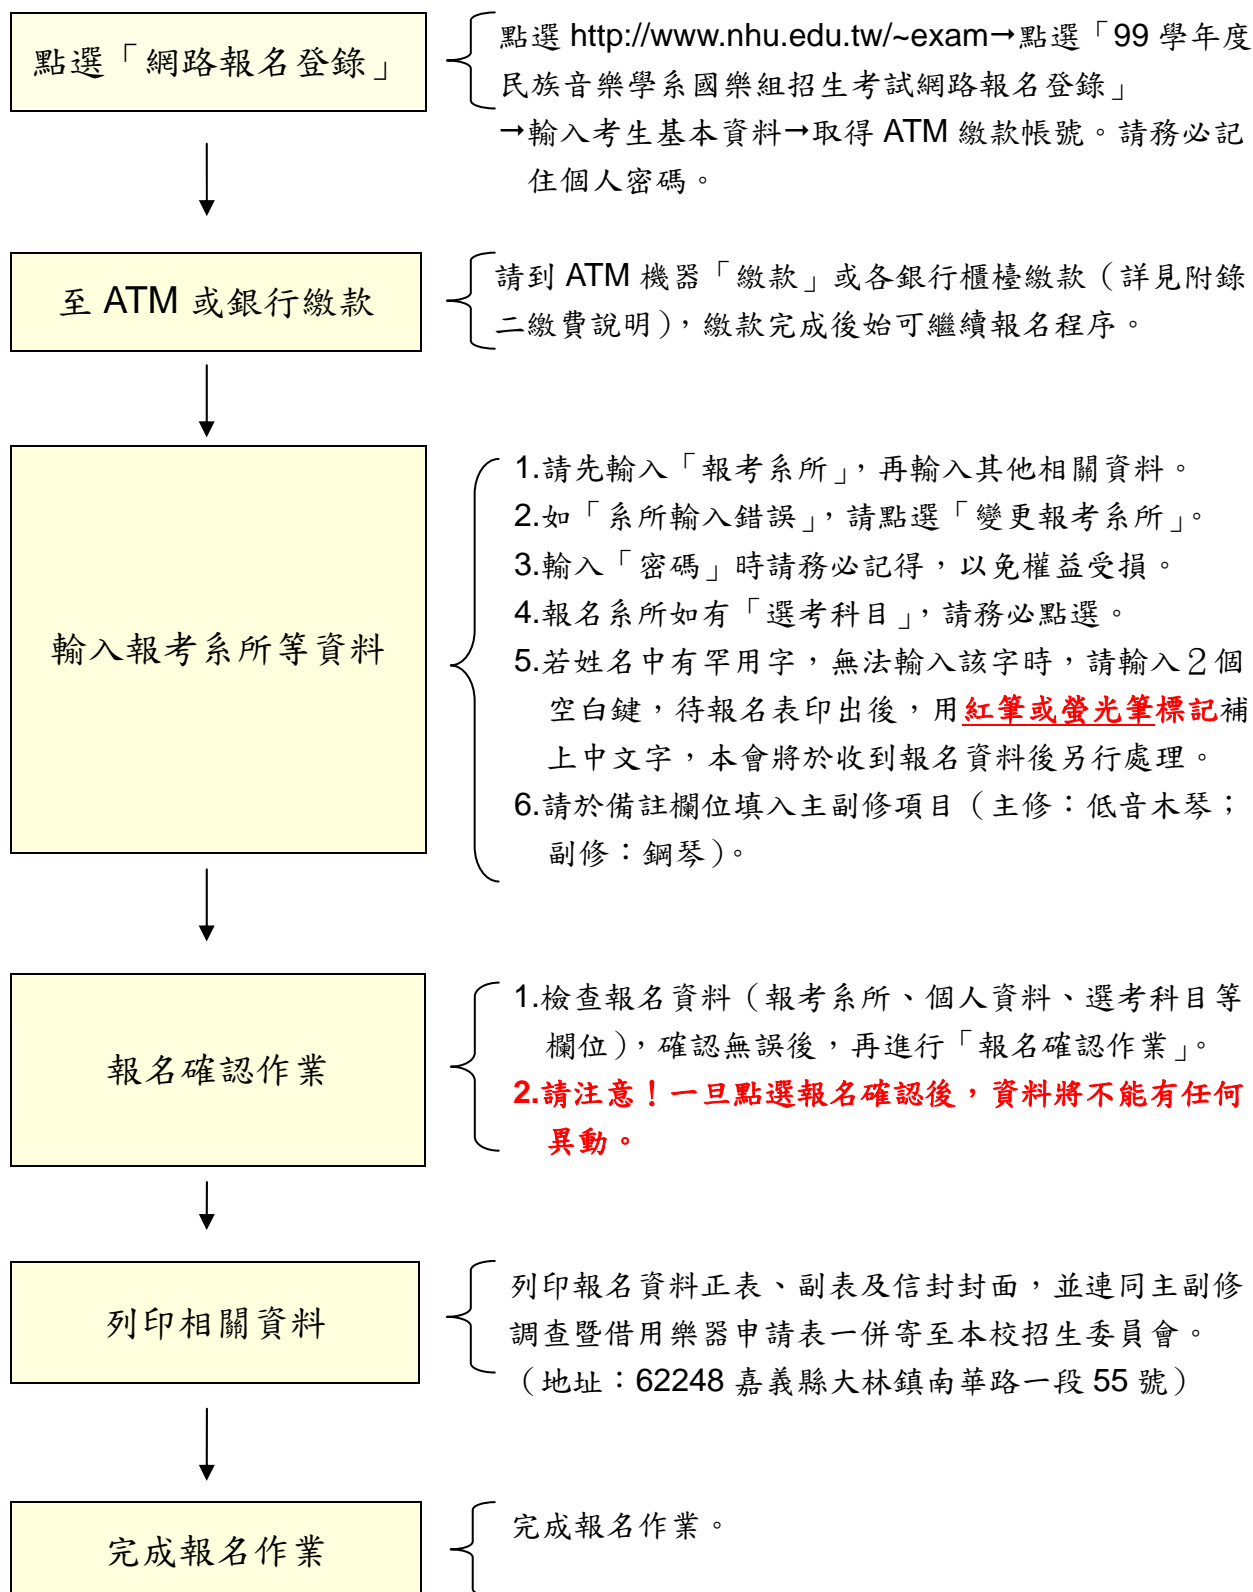 點選「網路報名登錄」
點選 http://www.nhu.edu.tw/~exam→點選「99 學年度
民族音樂學系國樂組招生考試網路報名登錄」
→輸入考生基本資料→取得 ATM 繳款帳號。請務必記
住個人密碼。
至 ATM 或銀行繳款
請到 ATM 機器「繳款」或各銀行櫃檯繳款（詳見附錄
二繳費說明），繳款完成後始可繼續報名程序。
輸入報考系所等資料
1.請先輸入「報考系所」，再輸入其他相關資料。
2.如「系所輸入錯誤」，請點選「變更報考系所」。
3.輸入「密碼」時請務必記得，以免權益受損。
4.報名系所如有「選考科目」，請務必點選。
5.若姓名中有罕用字，無法輸入該字時，請輸入２個
空白鍵，待報名表印出後，用紅筆或螢光筆標記補
上中文字，本會將於收到報名資料後另行處理。
6.請於備註欄位填入主副修項目（主修：低音木琴；
副修：鋼琴）。
報名確認作業
1.檢查報名資料（報考系所、個人資料、選考科目等
欄位），確認無誤後，再進行「報名確認作業」。
2.請注意！一旦點選報名確認後，資料將不能有任何
異動。
列印相關資料
列印報名資料正表、副表及信封封面，並連同主副修
調查暨借用樂器申請表一併寄至本校招生委員會。
（地址：62248 嘉義縣大林鎮南華路一段 55 號）
完成報名作業
完成報名作業。